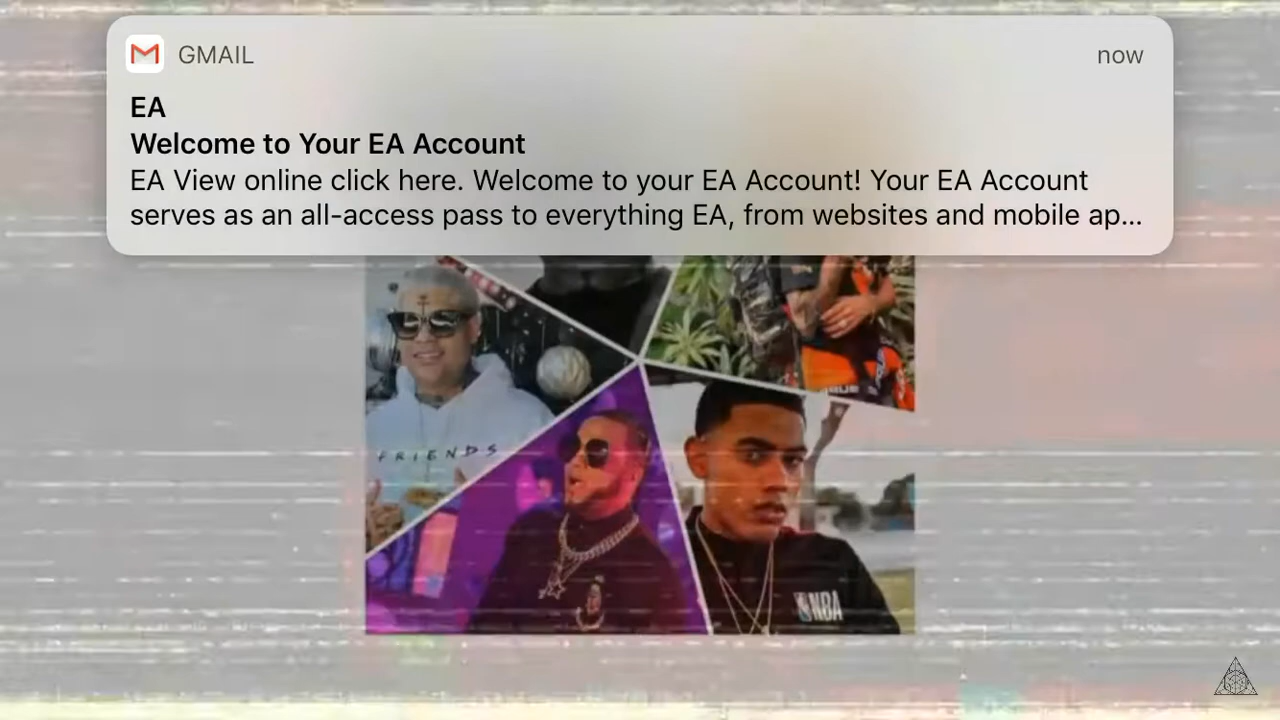 GMAIL
now
EA
Welcome to Your EA Account
EA View online click here. Welcome to your EA Account! Your EA Account
serves as an all-access pass to everything EA, from websites and mobile ap...
FRIENDS
NBA